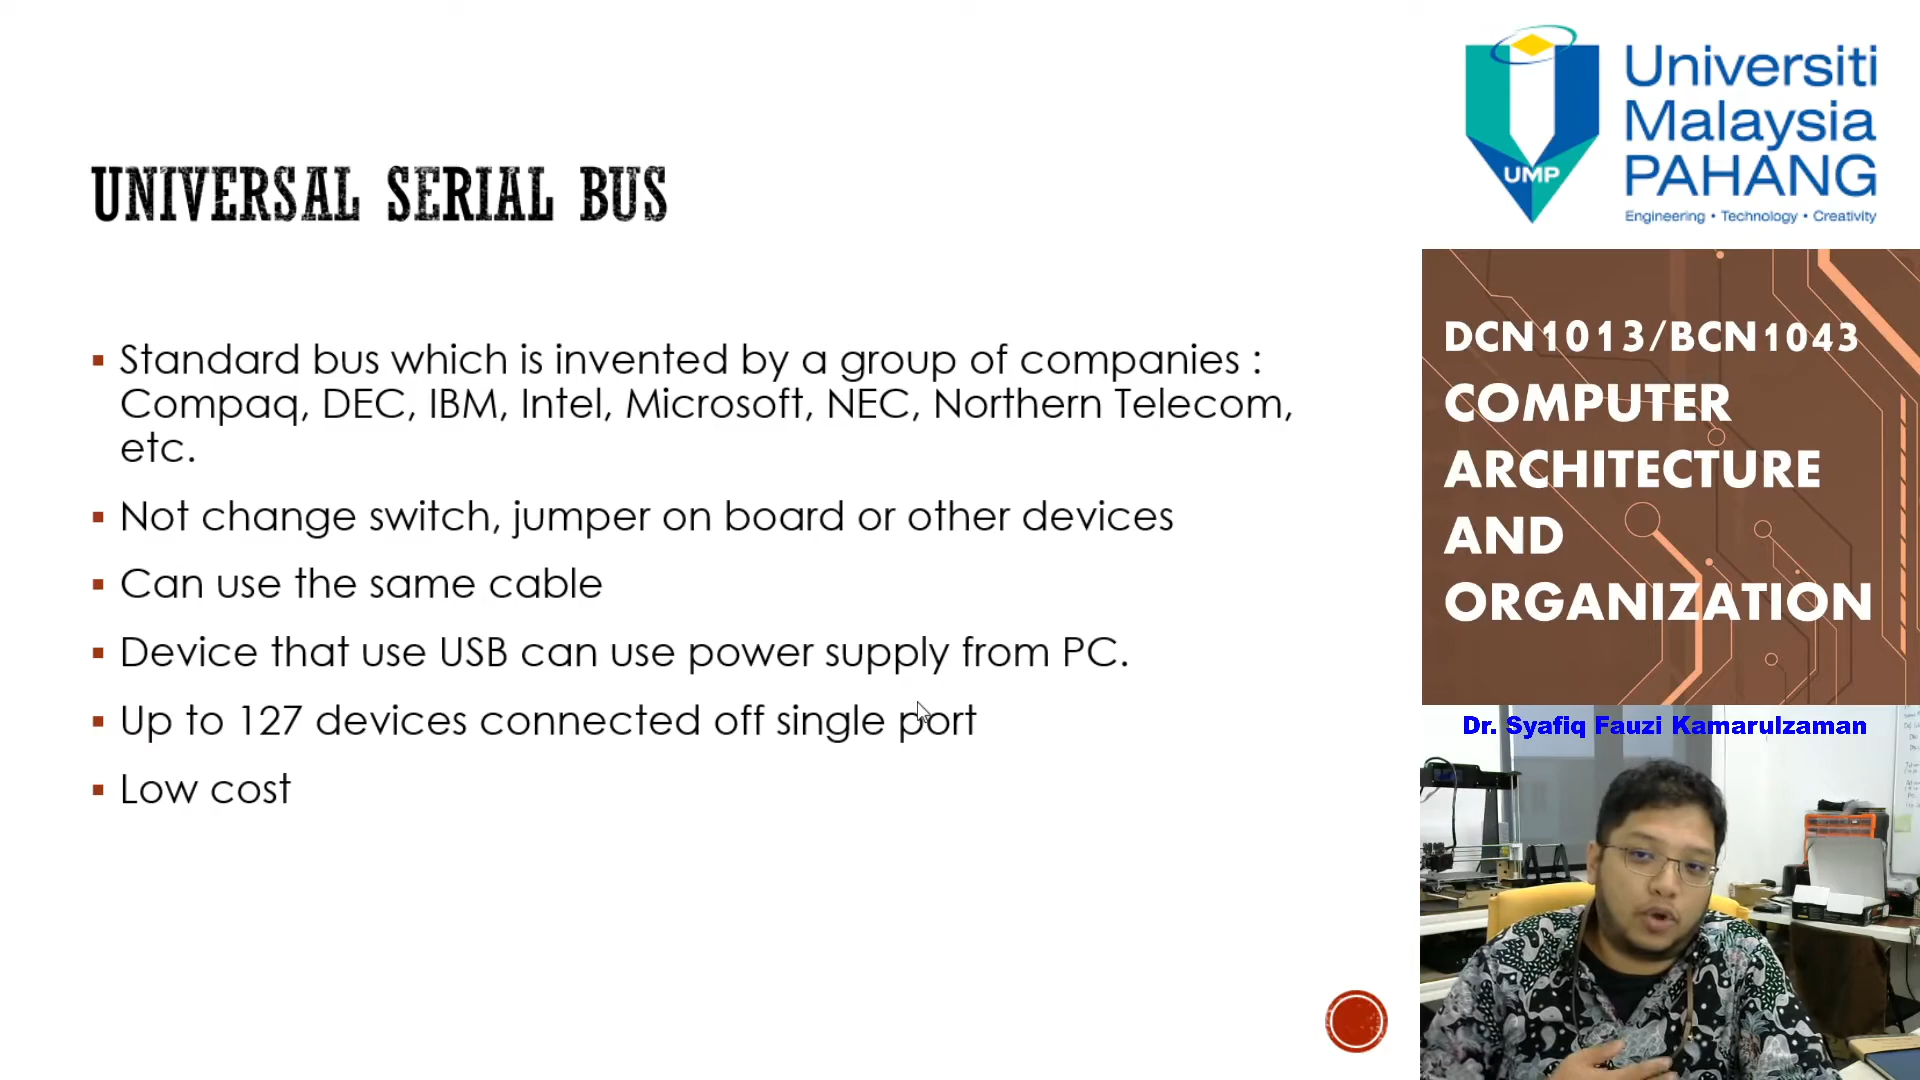 UNIVERSAL SERIAL BUS
▪ Standard bus which is invented by a group of companies :
Compaq, DEC, IBM, Intel, Microsoft, NEC, Northern Telecom,
etc.
▪ Not change switch, jumper on board or other devices
▪ Can use the same cable
▪ Device that use USB can use power supply from PC.
▪ Up to 127 devices connected off single port
▪ Low cost
UMP
Universiti
Malaysia
PAHANG
Engineering • Technology • Creativity
DCN1013/BCN1043
COMPUTER
ARCHITECTURE
AND
ORGANIZATION
Dr. Syafiq Fauzi Kamarulzaman